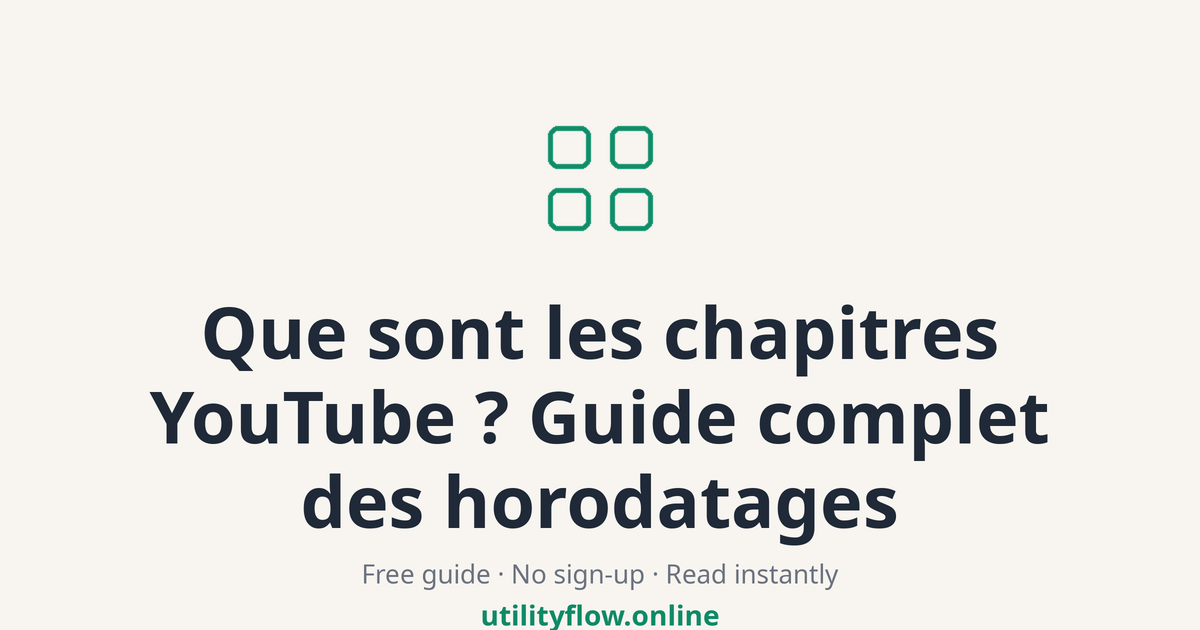 Que sont les chapitres
YouTube ? Guide complet
des horodatages
Free guide · No sign-up · Read instantly
utilityflow.online